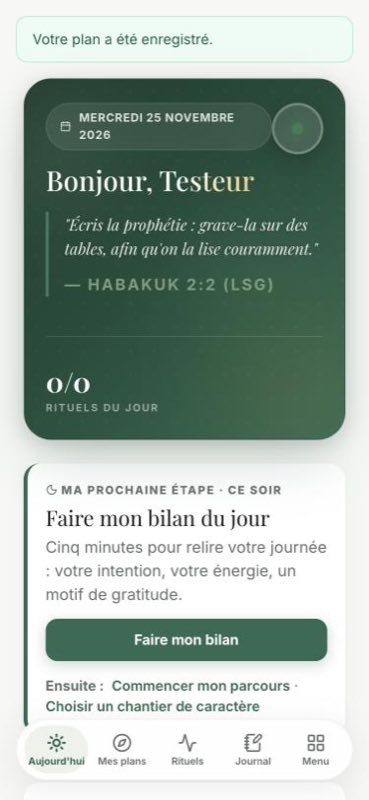 Votre plan a été enregistré.
MERCREDI 25 NOVEMBRE
2026
Bonjour, Testeur
"Écris la prophétie : grave-la sur des
tables, afin qu'on la lise couramment."
— HABAKUK 2:2 (LSG)
0/0
RITUELS DU JOUR
MA PROCHAINE ÉTAPE · CE SOIR
Faire mon bilan du jour
Cinq minutes pour relire votre journée
: votre intention, votre énergie, un
motif de gratitude.
Faire mon bilan
Ensuite : Commencer mon parcours ·
Choisir un chantier de caractère
Aujourd'hui Mes plans Rituels Journal Menu